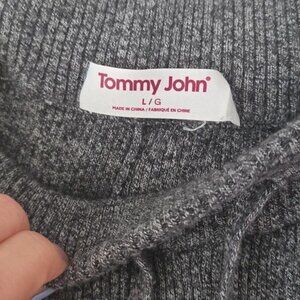 Tommy John®
L / G
MADE IN CHINA / FABRIQUÉ EN CHINE